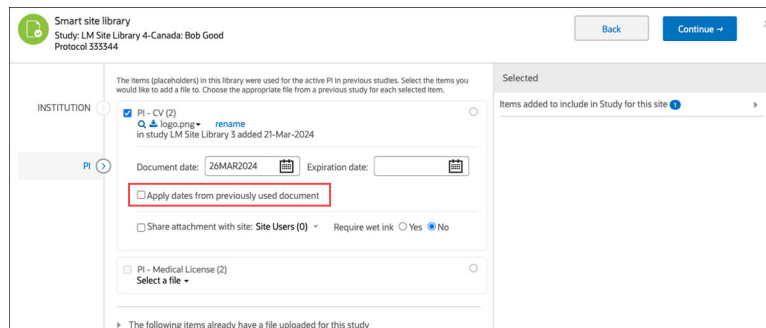 Smart site library
Study: LM Site Library 4-Canada: Bob Good
Protocol 333344
Back
Continue →
The items (placeholders) in this library were used for the active PI in previous studies. Select the items you
would like to add a file to. Choose the appropriate file from a previous study for each selected item.
INSTITUTION
PI
PI - CV (2)
logo.png rename
in study LM Site Library 3 added 21-Mar-2024
Document date: 26MAR2024 Expiration date:
Apply dates from previously used document
Share attachment with site: Site Users (0) Require wet ink Yes No
PI - Medical License (2)
Select a file
The following items already have a file uploaded for this study
Selected
Items added to include in Study for this site 1